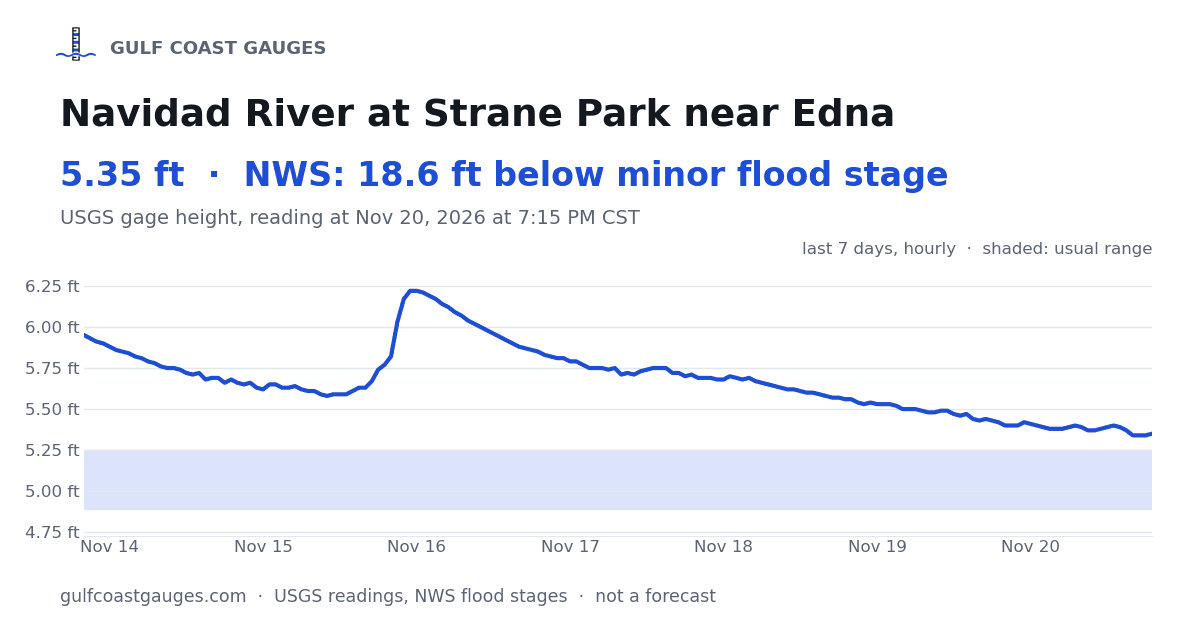 GULF COAST GAUGES
Navidad River at Strane Park near Edna
5.35 ft · NWS: 18.6 ft below minor flood stage
USGS gage height, reading at Nov 20, 2026 at 7:15 PM CST
last 7 days, hourly · shaded: usual range
6.25 ft
6.00 ft
5.75 ft
5.50 ft
5.25 ft
5.00 ft
4.75 ft
Nov 14 Nov 15 Nov 16 Nov 17 Nov 18 Nov 19 Nov 20
gulfcoastgauges.com · USGS readings, NWS flood stages · not a forecast